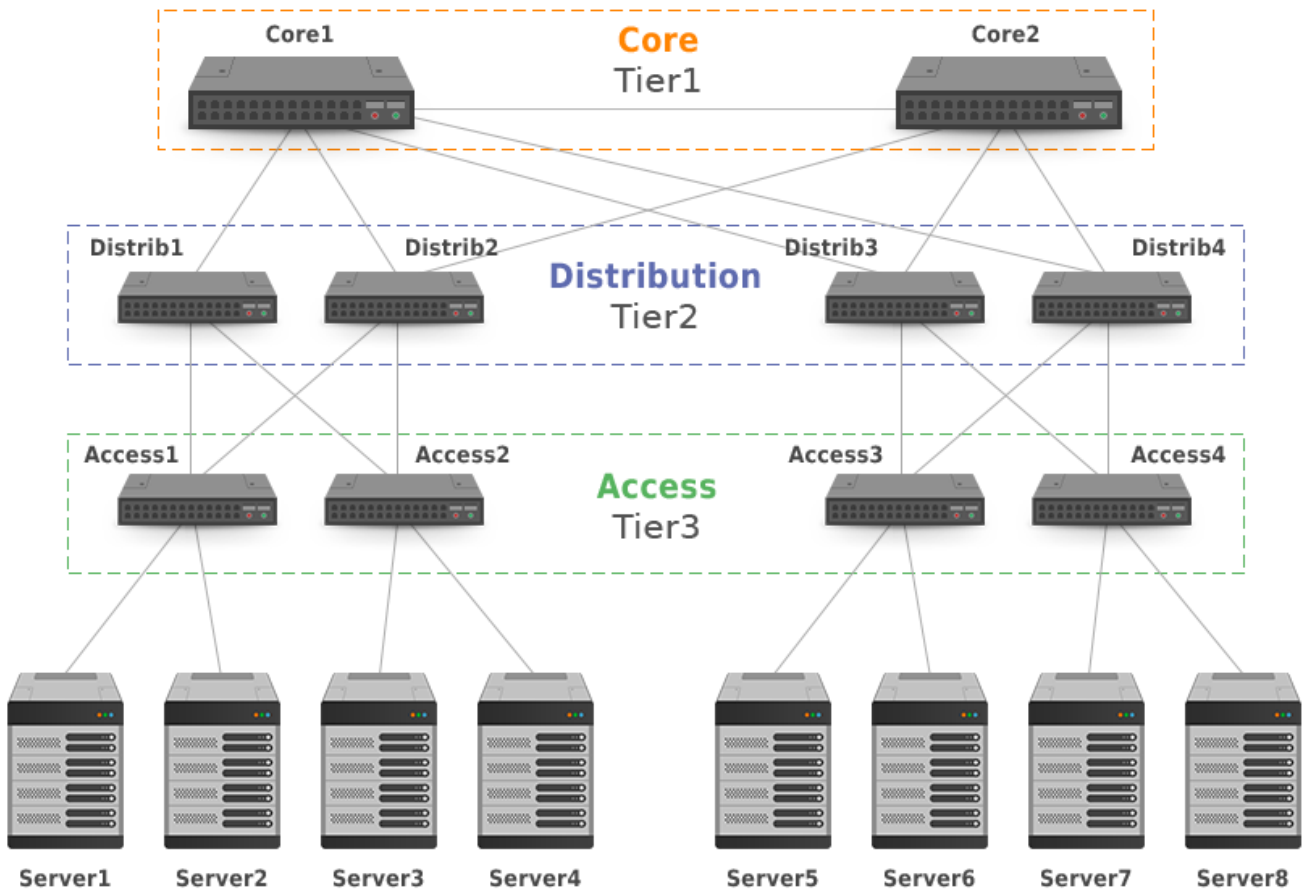 Core1
Core
Core2
Tier1
Distrib1
Distrib2
Distribution
Distrib3
Distrib4
Tier2
Access1
Access2
Access
Access3
Access4
Tier3
Server1
Server2
Server3
Server4
Server5
Server6
Server7
Server8